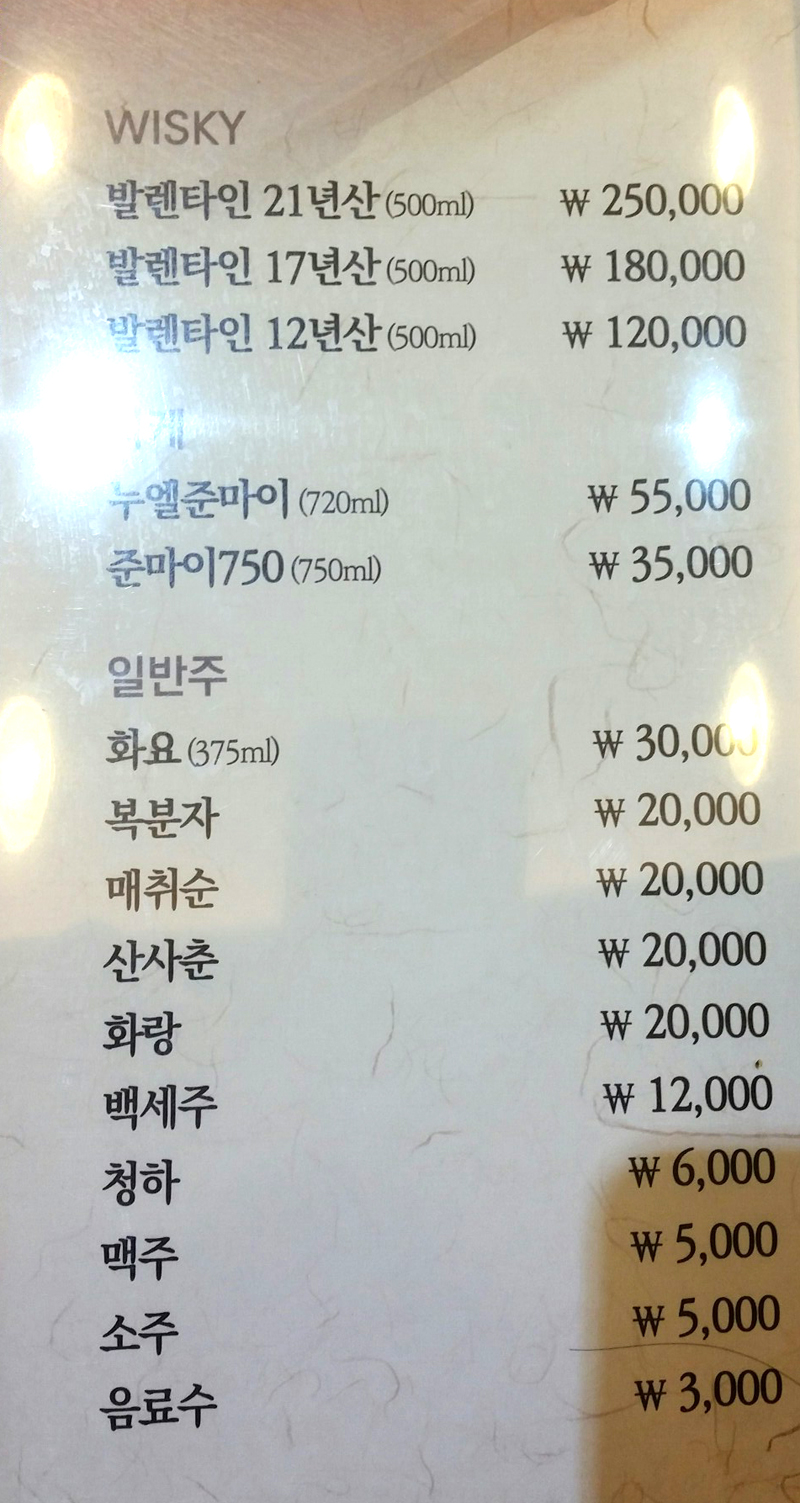 WISKY
발렌타인 21년산 (500ml) ₩ 250,000
발렌타인 17년산 (500ml) ₩ 180,000
발렌타인 12년산 (500ml) ₩ 120,000
누엘준마이 (720ml) ₩ 55,000
준마이750 (750ml) ₩ 35,000
일반주
화요 (375ml) ₩ 30,000
복분자 ₩ 20,000
매취순 ₩ 20,000
산사춘 ₩ 20,000
화랑 ₩ 20,000
백세주 ₩ 12,000
청하 ₩ 6,000
맥주 ₩ 5,000
소주 ₩ 5,000
음료수 ₩ 3,000